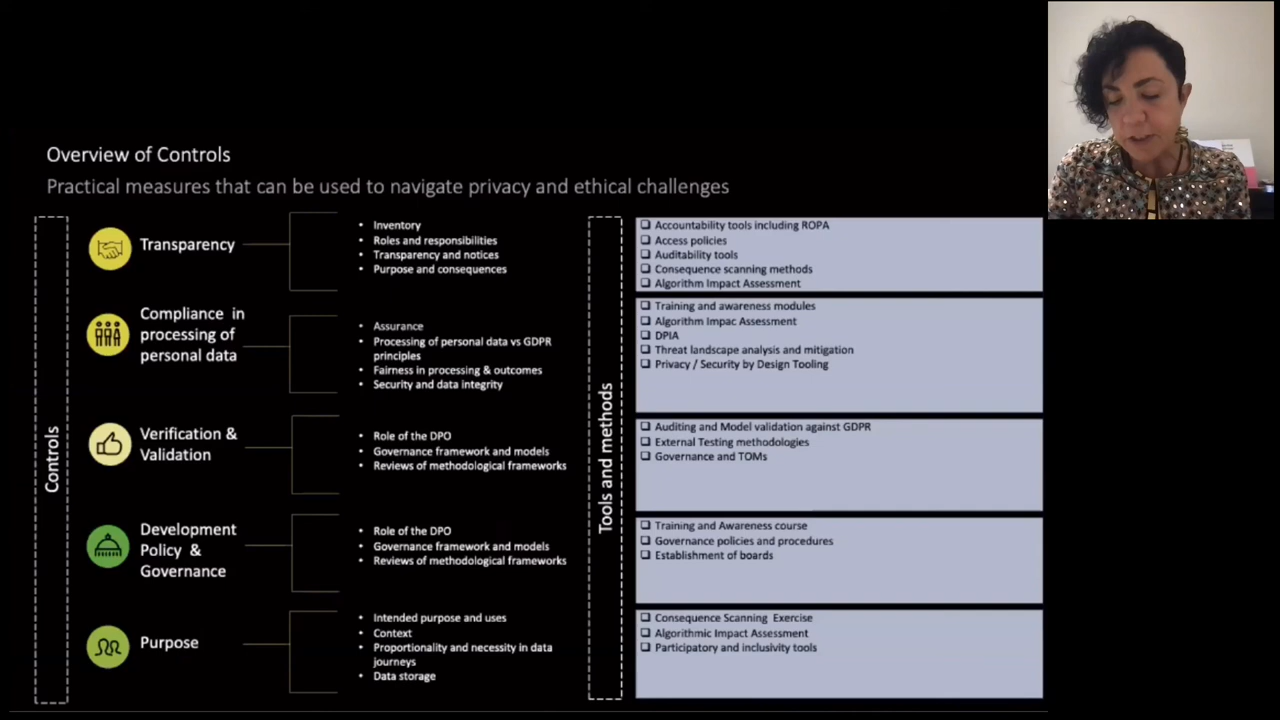 Overview of Controls
Practical measures that can be used to navigate privacy and ethical challenges
Controls
Transparency
• Inventory
• Roles and responsibilities
• Transparency and notices
• Purpose and consequences
Compliance in
processing of
personal data
• Assurance
• Processing of personal data vs GDPR
principles
• Fairness in processing & outcomes
• Security and data integrity
Verification &
Validation
• Role of the DPO
• Governance framework and models
• Reviews of methodological frameworks
Development
Policy &
Governance
• Role of the DPO
• Governance framework and models
• Reviews of methodological frameworks
Purpose
• Intended purpose and uses
• Context
• Proportionality and necessity in data
journeys
• Data storage
Tools and methods
❑ Accountability tools including ROPA
❑ Access policies
❑ Auditability tools
❑ Consequence scanning methods
❑ Algorithm Impact Assessment
❑ Training and awareness modules
❑ Algorithm Impac Assessment
❑ DPIA
❑ Threat landscape analysis and mitigation
❑ Privacy / Security by Design Tooling
❑ Auditing and Model validation against GDPR
❑ External Testing methodologies
❑ Governance and TOMs
❑ Training and Awareness course
❑ Governance policies and procedures
❑ Establishment of boards
❑ Consequence Scanning Exercise
❑ Algorithmic Impact Assessment
❑ Participatory and inclusivity tools